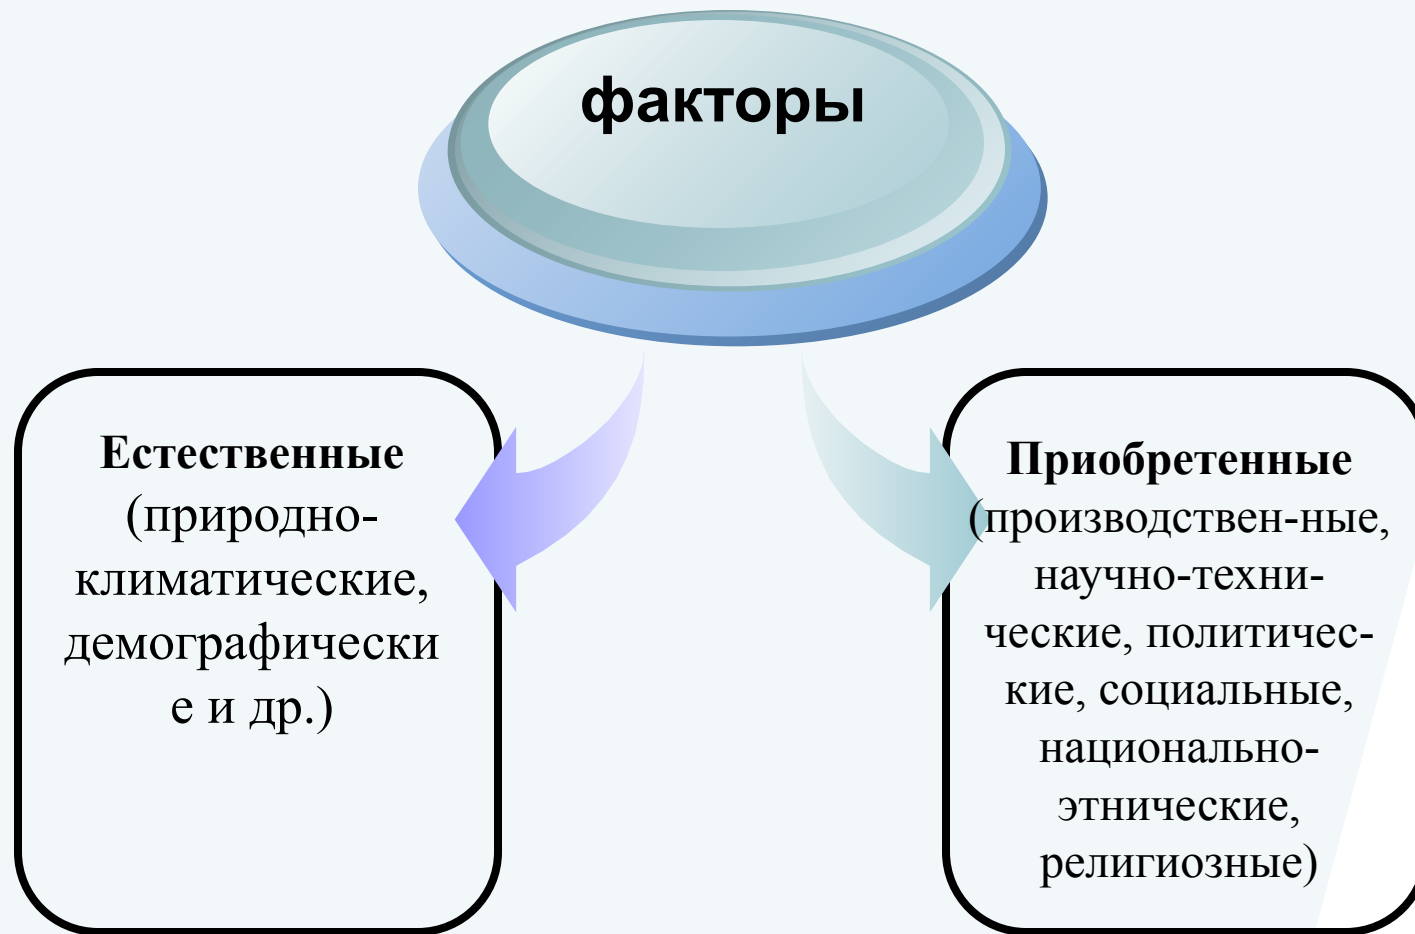 факторы
Естественные
(природно-
климатические,
демографически
е и др.)
Приобретенные
(производствен-ные,
научно-техни-
ческие, политичес-
кие, социальные,
национально-
этнические,
религиозные)